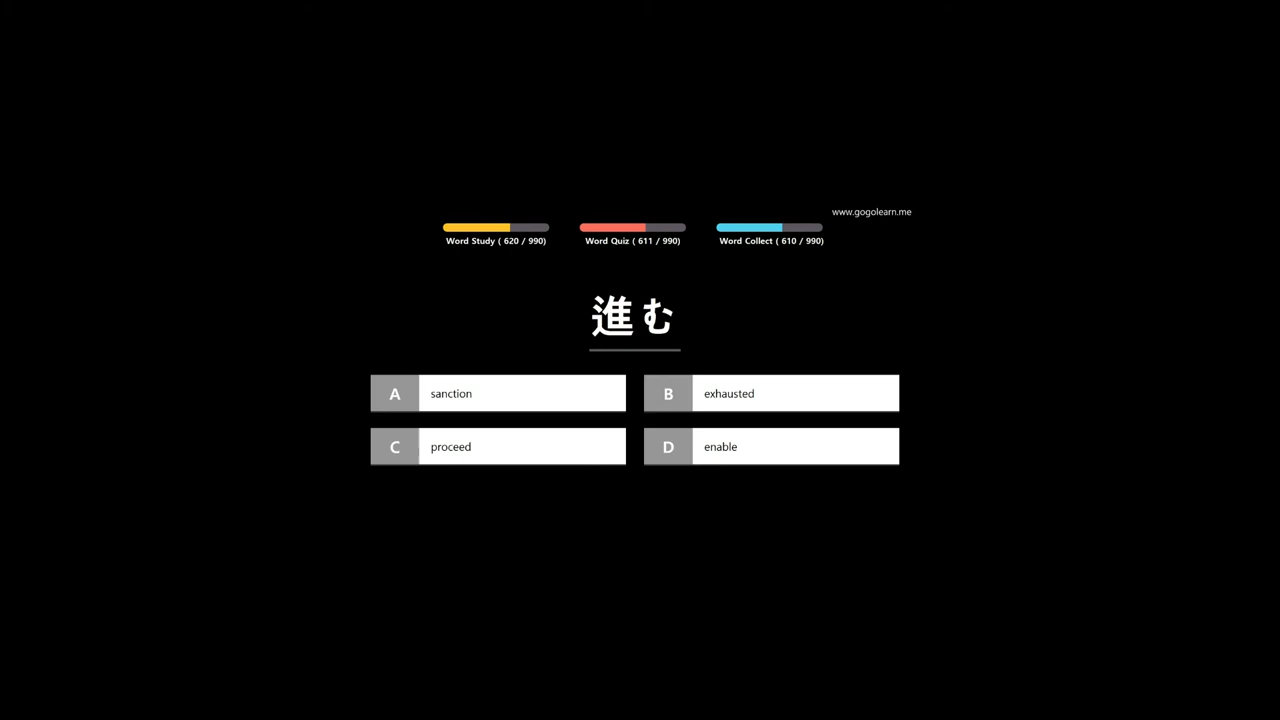 www.gogolearn.me
Word Study ( 620 / 990)
Word Quiz ( 611 / 990)
Word Collect ( 610 / 990)
進む
A sanction
B exhausted
C proceed
D enable